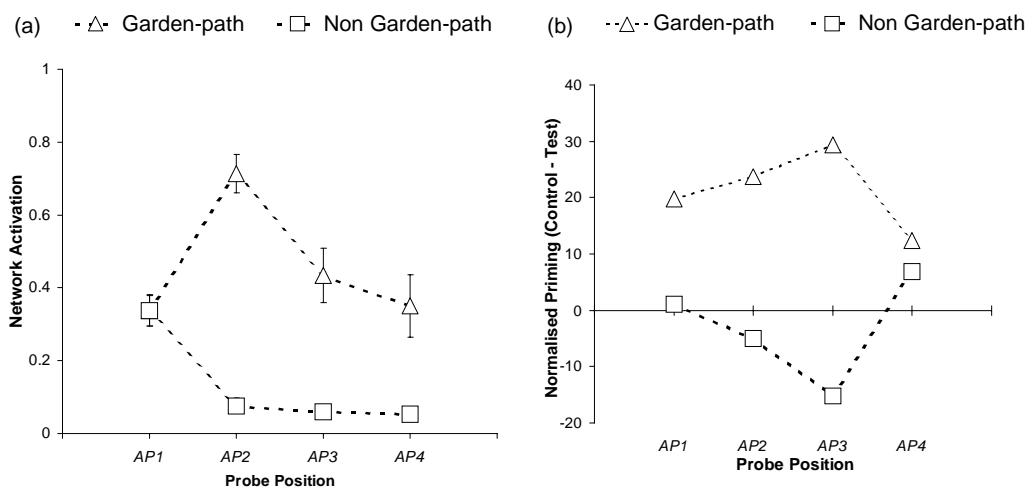 (a) Garden-path Non Garden-path
Network Activation
1
0.8
0.6
0.4
0.2
0
AP1 AP2 AP3 AP4
Probe Position
(b) Garden-path Non Garden-path
Normalised Priming (Control - Test)
40
30
20
10
0
-10
-20
AP1 AP2 AP3 AP4
Probe Position